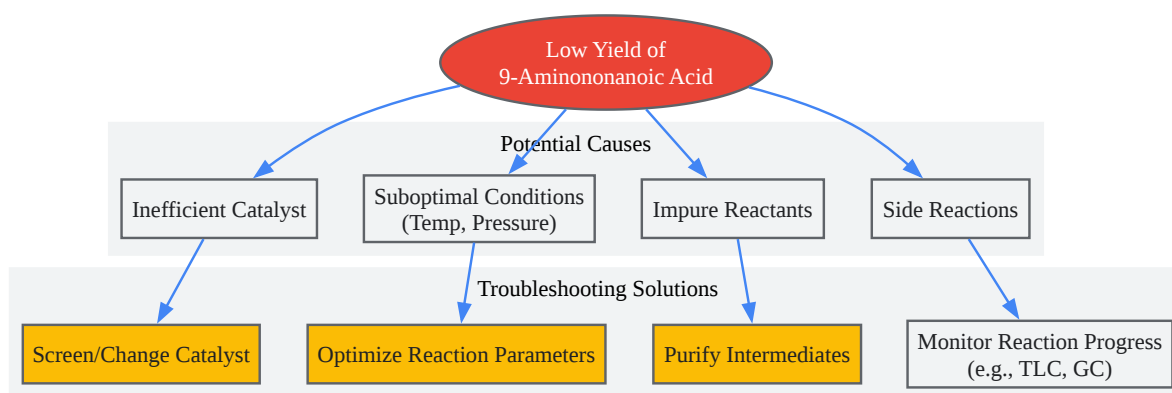 Low Yield of
9-Aminononanoic Acid
Potential Causes
Inefficient Catalyst
Suboptimal Conditions
(Temp, Pressure)
Impure Reactants
Side Reactions
Troubleshooting Solutions
Screen/Change Catalyst
Optimize Reaction Parameters
Purify Intermediates
Monitor Reaction Progress
(e.g., TLC, GC)